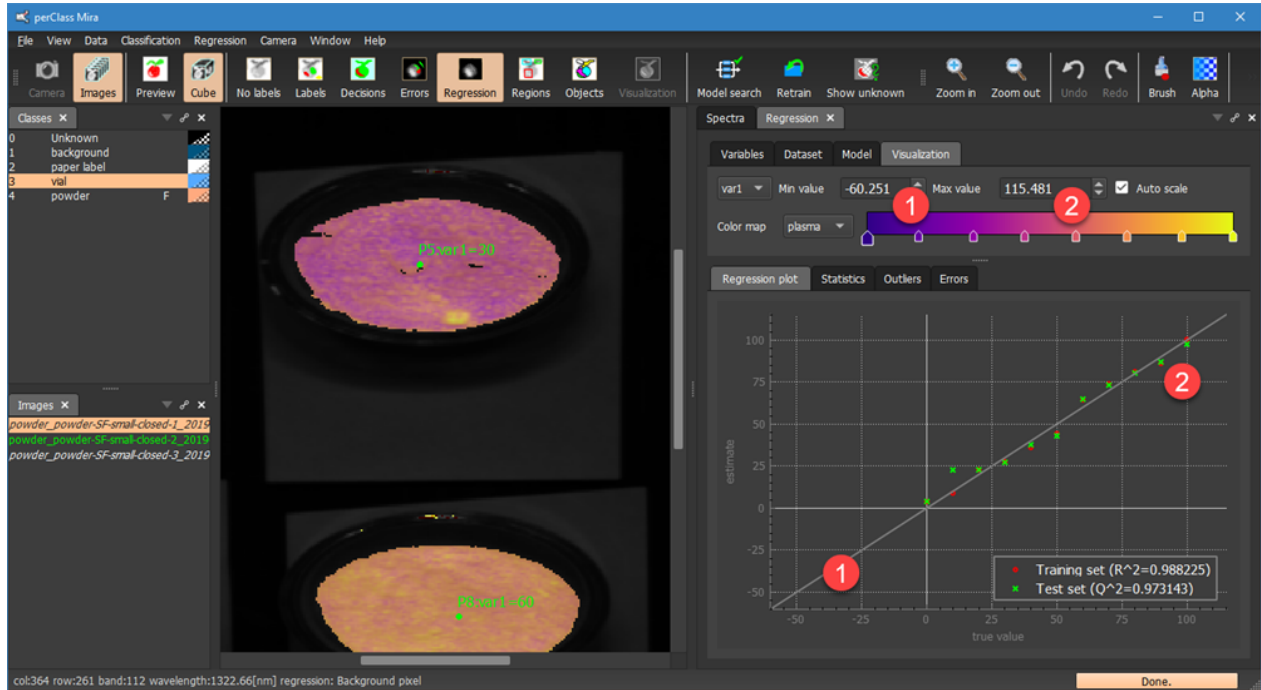 perClass Mira
File View Data Classification Regression Camera Window Help
Camera Images Preview Cube No labels Labels Decisions Errors Regression Regions Objects Visualization Model search Retrain Show unknown Zoom in Zoom out Undo Redo Brush Alpha
Classes
0 Unknown
1 background
2 paper label
3 vial
4 powder F
Images
powder_powder-SF-small-closed-1_2019
powder_powder-SF-small-closed-2_2019
powder_powder-SF-small-closed-3_2019
P5:var1=30
P8:var1=60
Spectra Regression
Variables Dataset Model Visualization
var1 Min value -60.251 Max value 115.481 Auto scale
1 2
Color map plasma
Regression plot Statistics Outliers Errors
100
75
2
50
estimate
25
0
-25
1
-50
Training set (R^2=0.988225)
Test set (Q^2=0.973143)
-50 -25 0 25 50 75 100
true value
col:364 row:261 band:112 wavelength:1322.66[nm] regression: Background pixel
Done.